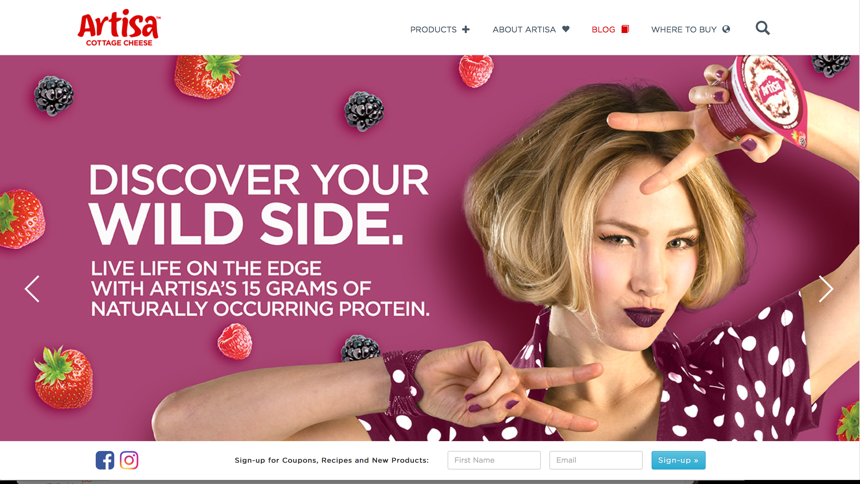 Artisa™
COTTAGE CHEESE
PRODUCTS
ABOUT ARTISA
BLOG
WHERE TO BUY
Artisa
DISCOVER YOUR
WILD SIDE.
LIVE LIFE ON THE EDGE
WITH ARTISA'S 15 GRAMS OF
NATURALLY OCCURRING PROTEIN.
Sign-up for Coupons, Recipes and New Products:
First Name
Email
Sign-up »